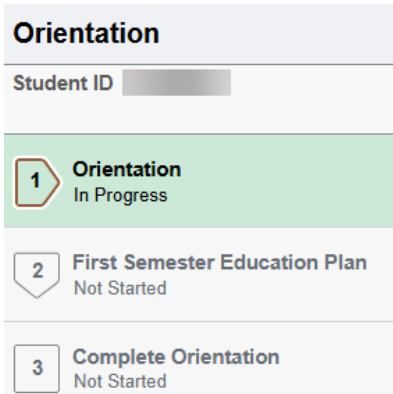 Orientation
Student ID
1
Orientation
In Progress
2
First Semester Education Plan
Not Started
3
Complete Orientation
Not Started